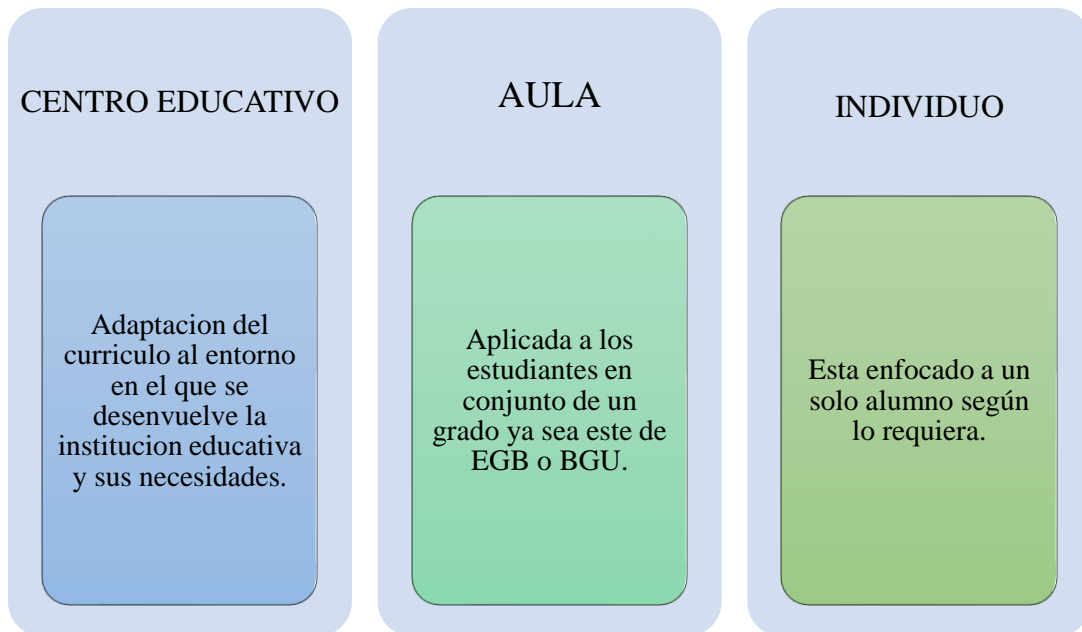 CENTRO EDUCATIVO
Adaptacion del
curriculo al entorno
en el que se
desenvuelve la
institucion educativa
y sus necesidades.
AULA
Aplicada a los
estudiantes en
conjunto de un
grado ya sea este de
EGB o BGU.
INDIVIDUO
Esta enfocado a un
solo alumno según
lo requiera.